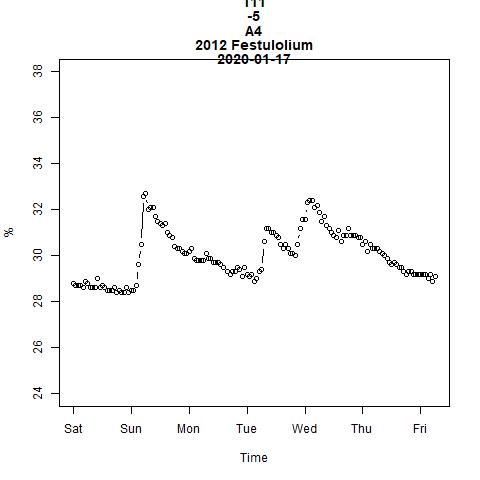 T11
-5
A4
2012 Festulolium
2020-01-17
38
36
34
32
30
28
26
24
%
Sat
Sun
Mon
Tue
Wed
Thu
Fri
Time